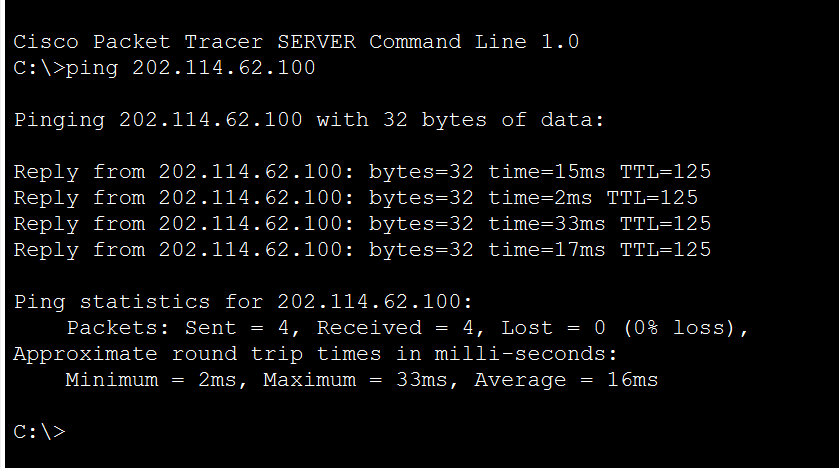 Cisco Packet Tracer SERVER Command Line 1.0
C:\>ping 202.114.62.100
Pinging 202.114.62.100 with 32 bytes of data:
Reply from 202.114.62.100: bytes=32 time=15ms TTL=125
Reply from 202.114.62.100: bytes=32 time=2ms TTL=125
Reply from 202.114.62.100: bytes=32 time=33ms TTL=125
Reply from 202.114.62.100: bytes=32 time=17ms TTL=125
Ping statistics for 202.114.62.100:
    Packets: Sent = 4, Received = 4, Lost = 0 (0% loss),
Approximate round trip times in milli-seconds:
    Minimum = 2ms, Maximum = 33ms, Average = 16ms
C:\>